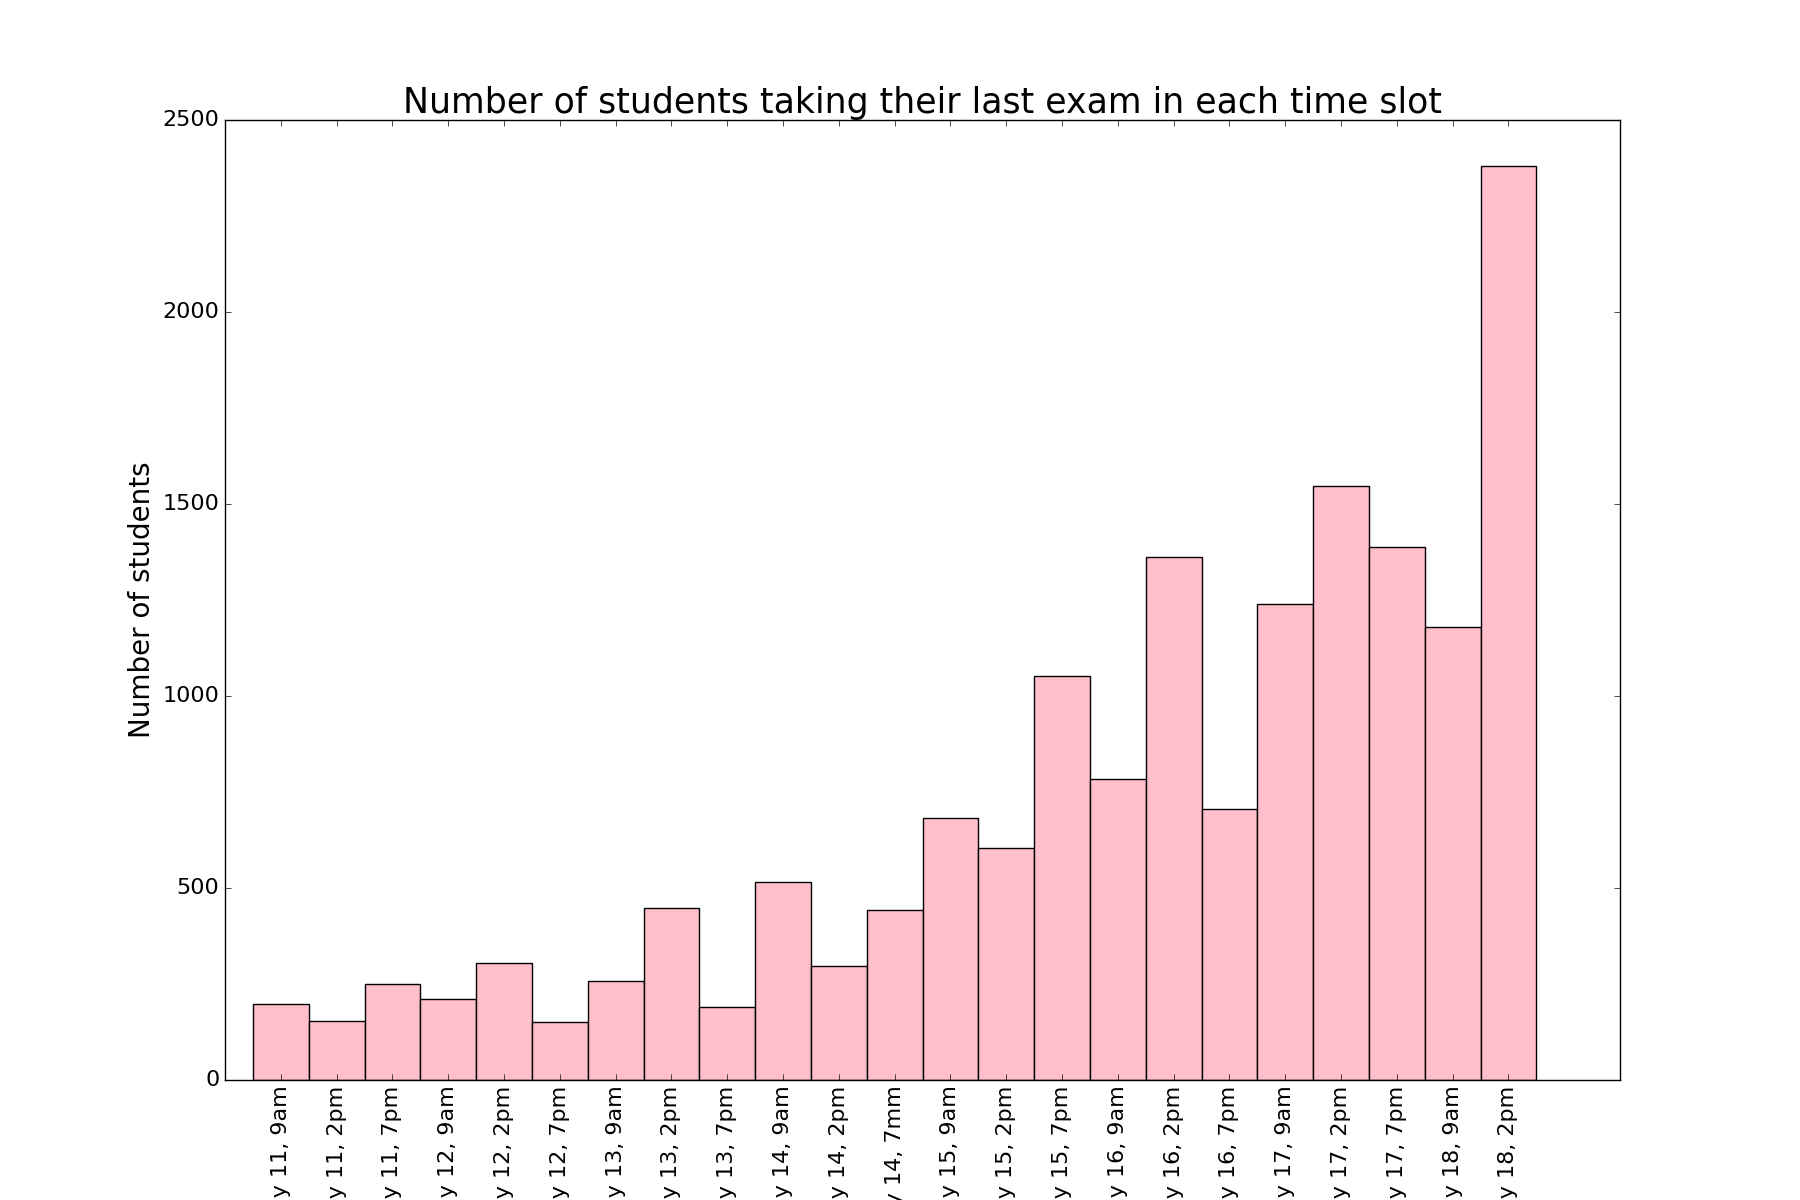 Number of students taking their last exam in each time slot
Number of students
2500
2000
1500
1000
500
0
y 11, 9am
y 11, 2pm
y 11, 7pm
y 12, 9am
y 12, 2pm
y 12, 7pm
y 13, 9am
y 13, 2pm
y 13, 7pm
y 14, 9am
y 14, 2pm
y 14, 7mm
y 15, 9am
y 15, 2pm
y 15, 7pm
y 16, 9am
y 16, 2pm
y 16, 7pm
y 17, 9am
y 17, 2pm
y 17, 7pm
y 18, 9am
y 18, 2pm